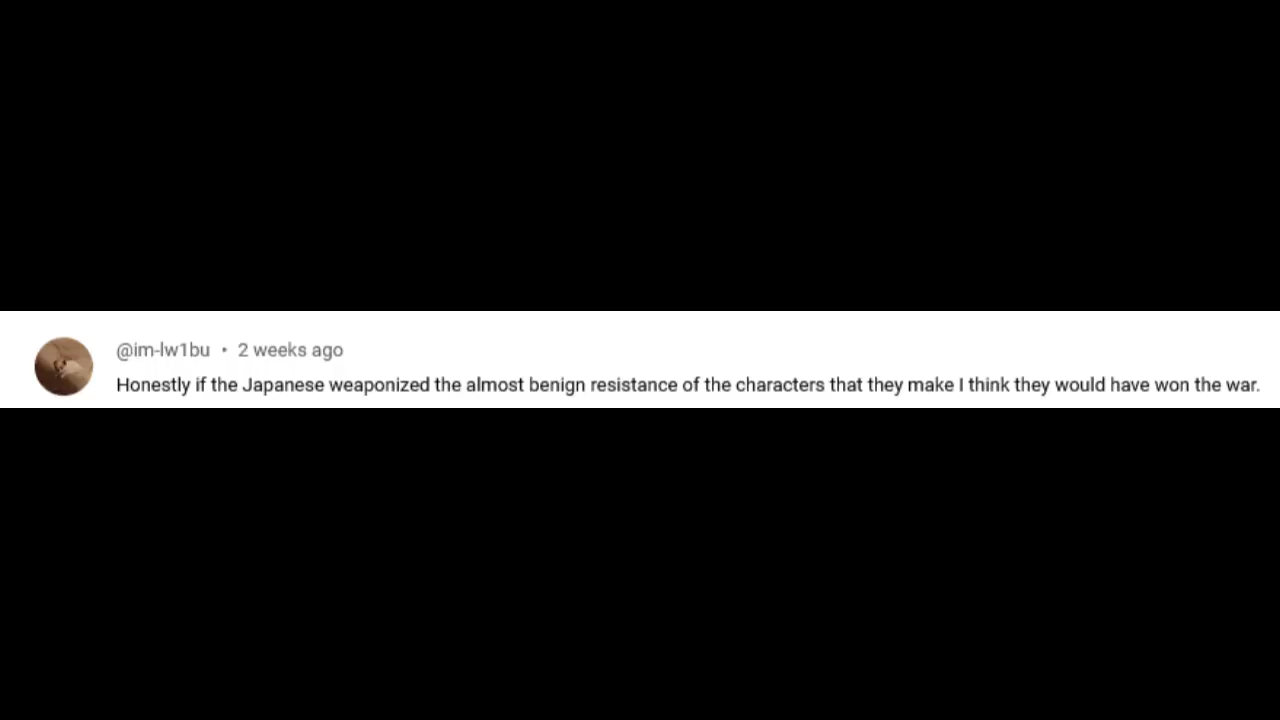 @im-lw1bu • 2 weeks ago
Honestly if the Japanese weaponized the almost benign resistance of the characters that they make I think they would have won the war.